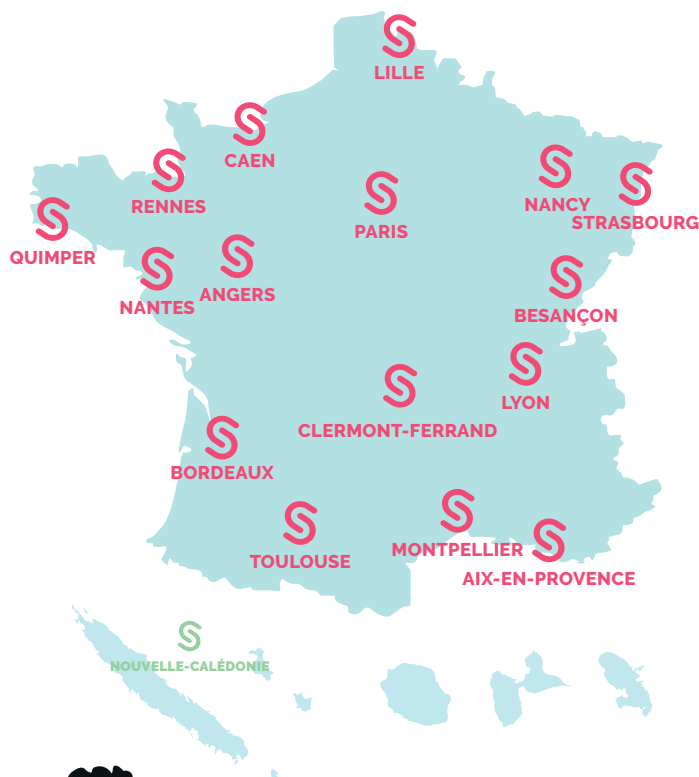 LILLE
CAEN
RENNES
PARIS
NANCY
STRASBOURG
QUIMPER
NANTES
ANGERS
BESANÇON
LYON
CLERMONT-FERRAND
BORDEAUX
MONTPELLIER
TOULOUSE
AIX-EN-PROVENCE
NOUVELLE-CALÉDONIE